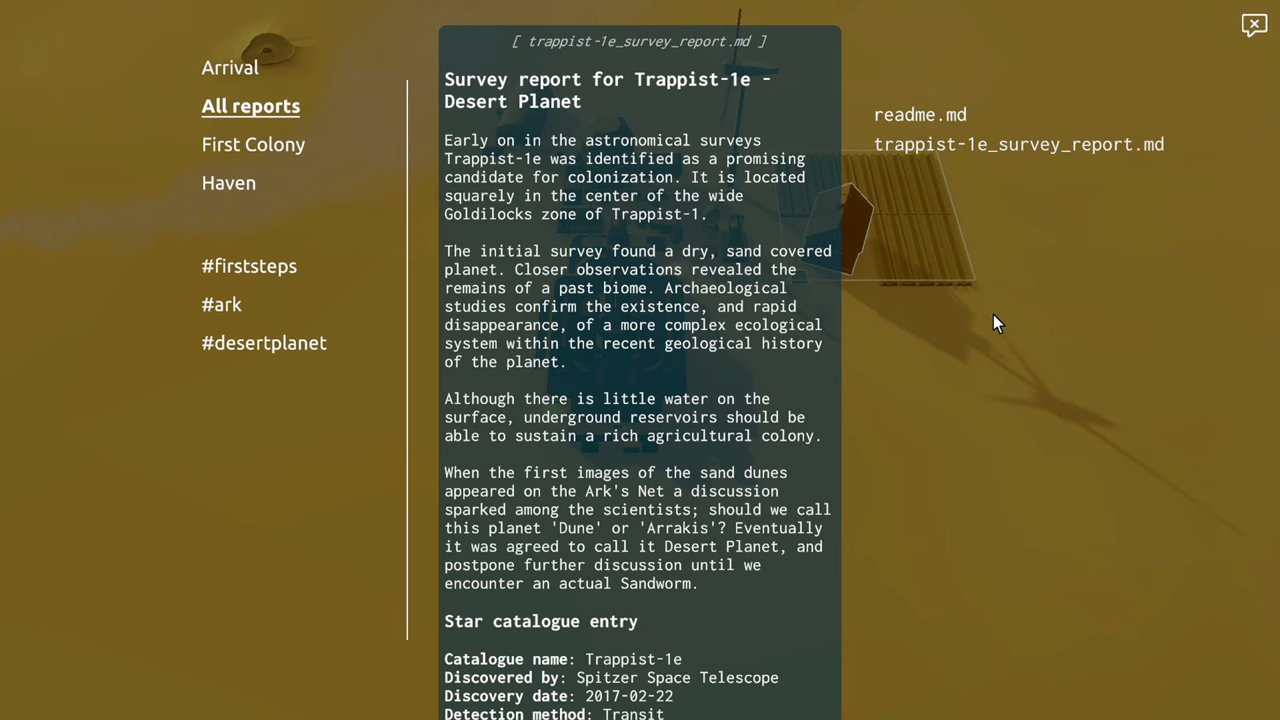 Arrival
All reports
First Colony
Haven
#firststeps
#ark
#desertplanet
[ trappist-1e_survey_report.md ]
Survey report for Trappist-1e -
Desert Planet
Early on in the astronomical surveys
Trappist-1e was identified as a promising
candidate for colonization. It is located
squarely in the center of the wide
Goldilocks zone of Trappist-1.
The initial survey found a dry, sand covered
planet. Closer observations revealed the
remains of a past biome. Archaeological
studies confirm the existence, and rapid
disappearance, of a more complex ecological
system within the recent geological history
of the planet.
Although there is little water on the
surface, underground reservoirs should be
able to sustain a rich agricultural colony.
When the first images of the sand dunes
appeared on the Ark's Net a discussion
sparked among the scientists; should we call
this planet 'Dune' or 'Arrakis'? Eventually
it was agreed to call it Desert Planet, and
postpone further discussion until we
encounter an actual Sandworm.
Star catalogue entry
Catalogue name: Trappist-1e
Discovered by: Spitzer Space Telescope
Discovery date: 2017-02-22
Detection method: Transit
readme.md
trappist-1e_survey_report.md